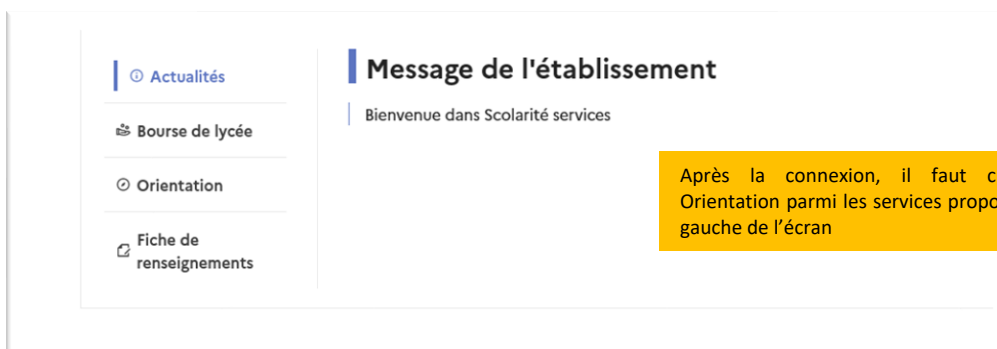 Actualités
Bourse de lycée
Orientation
Fiche de
renseignements
Message de l'établissement
Bienvenue dans Scolarité services
Après la connexion, il faut
Orientation parmi les services
gauche de l’écran